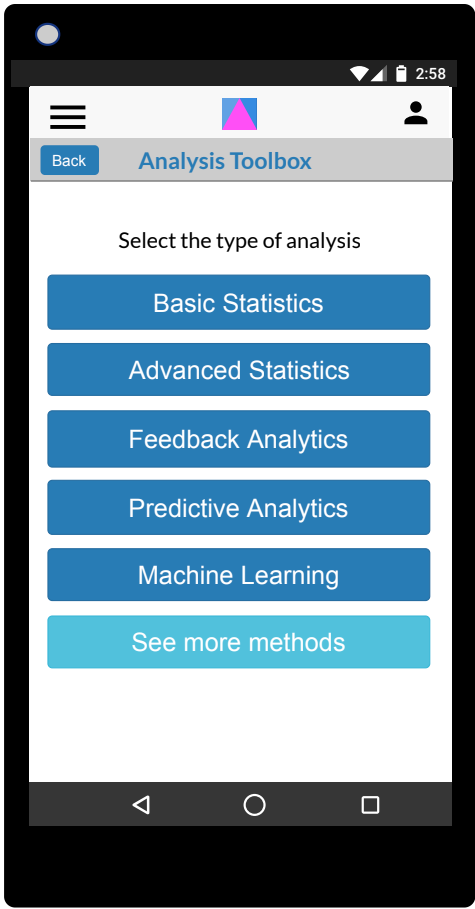 2:58
Back
Analysis Toolbox
Select the type of analysis
Basic Statistics
Advanced Statistics
Feedback Analytics
Predictive Analytics
Machine Learning
See more methods